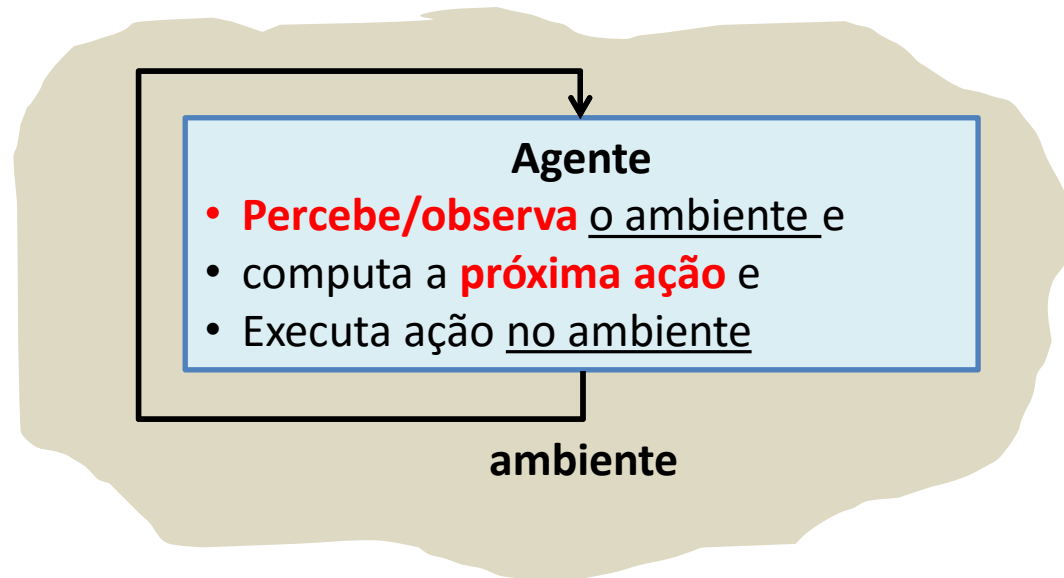 Agente
• Percebe/observa o ambiente e
• computa a próxima ação e
• Executa ação no ambiente
ambiente